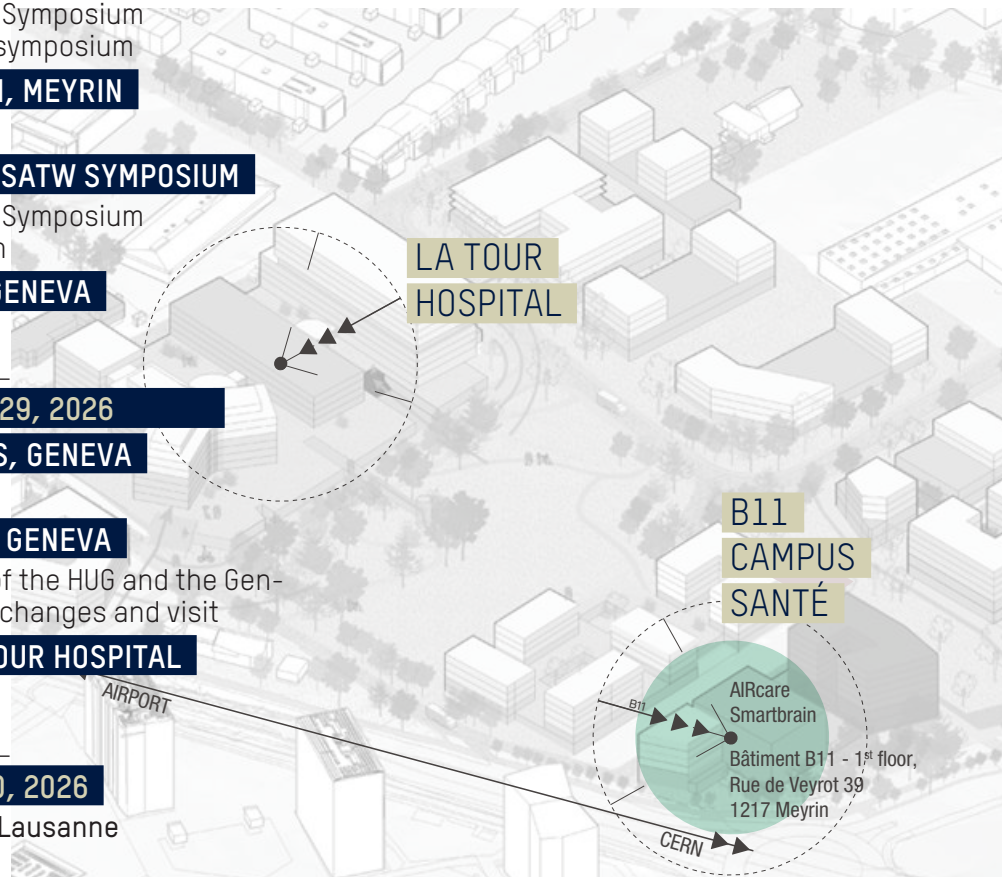 Symposium
symposium
, MEYRIN
SATW SYMPOSIUM
Symposium
GENEVA
29, 2026
, GENEVA
GENEVA
of the HUG and the Gen-
changes and visit
OUR HOSPITAL
, 2026
Lausanne
LA TOUR
HOSPITAL
B11
CAMPUS
SANTÉ
B11
AIRcare
Smartbrain
Bâtiment B11 - 1st floor,
Rue de Veyrot 39
1217 Meyrin
AIRPORT
CERN